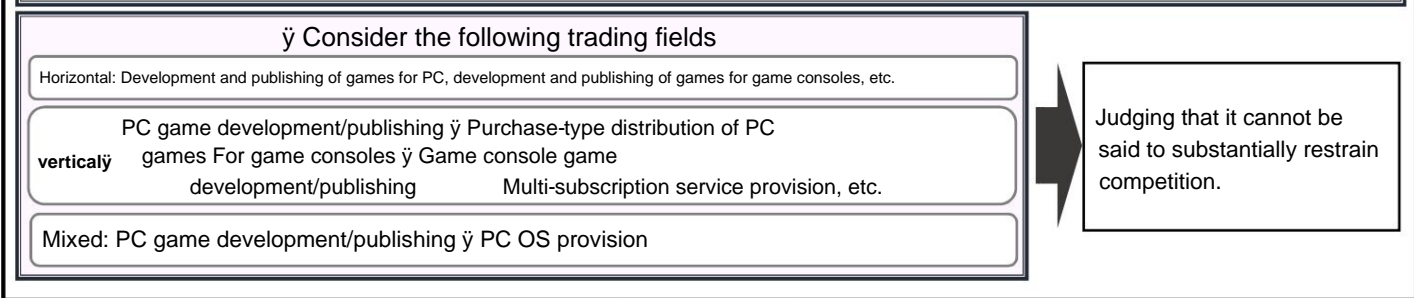 ÿ Consider the following trading fields
Horizontal: Development and publishing of games for PC, development and publishing of games for game consoles, etc.
PC game development/publishing ÿ Purchase-type distribution of PC
verticalÿ games For game consoles ÿ Game console game
development/publishing Multi-subscription service provision, etc.
Mixed: PC game development/publishing ÿ PC OS provision
Judging that it cannot be
said to substantially restrain
competition.